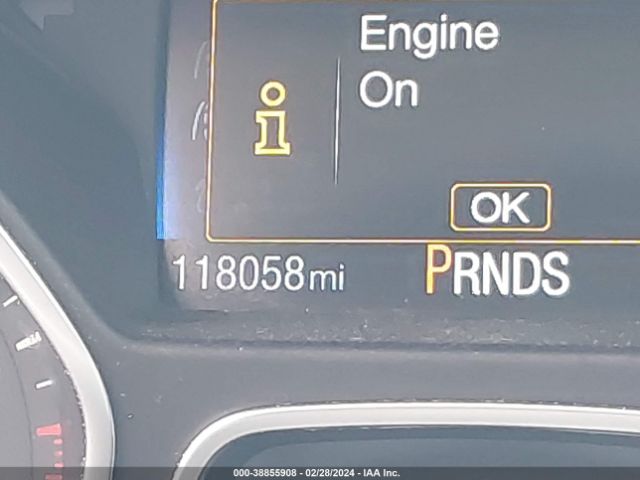 Engine
On
OK
118058mi PRNDS
000-38855908 - 02/28/2024 - IAA Inc.